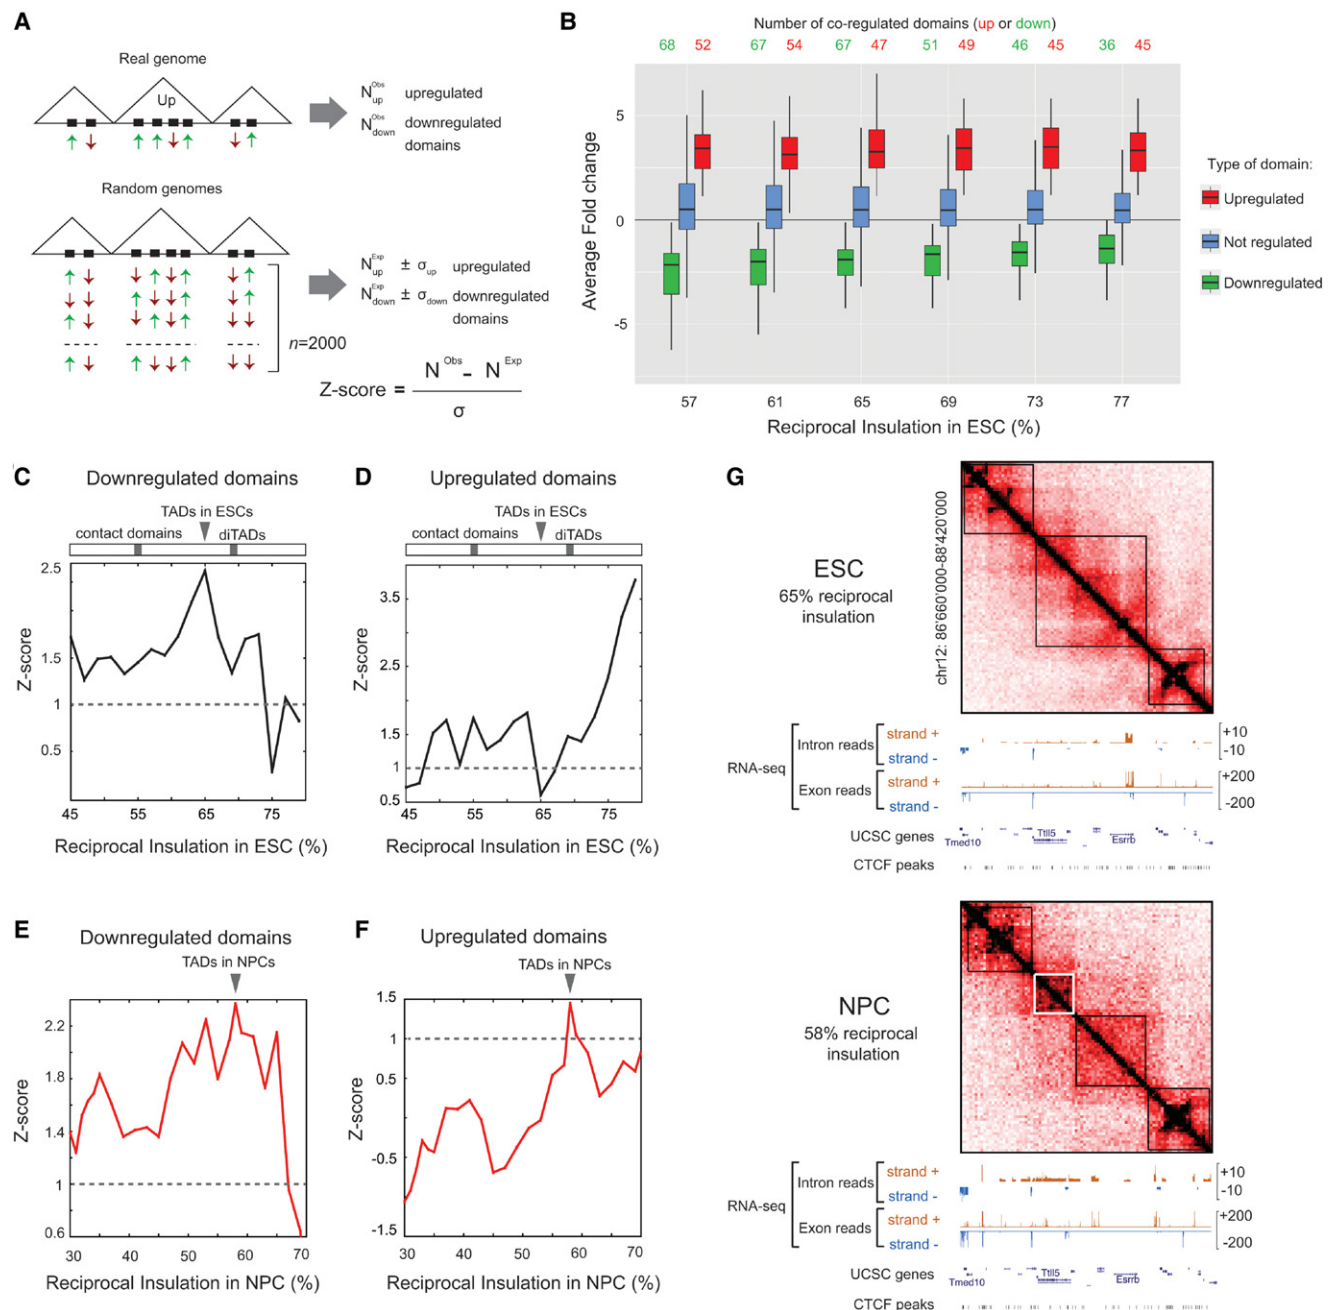 A
Real genome
Up
N Obs up upregulated
N Obs down downregulated
domains
Random genomes
N Exp up ± σ up upregulated
N Exp down ± σ down downregulated
domains
n=2000
Z-score = N Obs - N Exp
σ
B
Number of co-regulated domains (up or down)
68 52 67 54 67 47 51 49 46 45 36 45
Average Fold change
5
0
-5
57 61 65 69 73 77
Reciprocal Insulation in ESC (%)
Type of domain:
Upregulated
Not regulated
Downregulated
C
Downregulated domains
TADs in ESCs
contact domains diTADs
Z-score
2.5
1.5
1
0.5
45 55 65 75
Reciprocal Insulation in ESC (%)
D
Upregulated domains
TADs in ESCs
contact domains diTADs
Z-score
3.5
2.5
1.5
1
0.5
45 55 65 75
Reciprocal Insulation in ESC (%)
E
Downregulated domains
TADs in NPCs
Z-score
2.2
1.8
1.4
1
0.6
30 40 50 60 70
Reciprocal Insulation in NPC (%)
F
Upregulated domains
TADs in NPCs
Z-score
1.5
1
0.5
-0.5
-1.5
30 40 50 60 70
Reciprocal Insulation in NPC (%)
G
ESC
65% reciprocal
insulation
chr12: 86'660'000-88'420'000
RNA-seq
Intron reads
strand +
strand -
+10
-10
Exon reads
strand +
strand -
+200
-200
UCSC genes
Tmed10
Ttll5
Esrrb
CTCF peaks
NPC
58% reciprocal
insulation
RNA-seq
Intron reads
strand +
strand -
+10
-10
Exon reads
strand +
strand -
+200
-200
UCSC genes
Tmed10
Ttll5
Esrrb
CTCF peaks